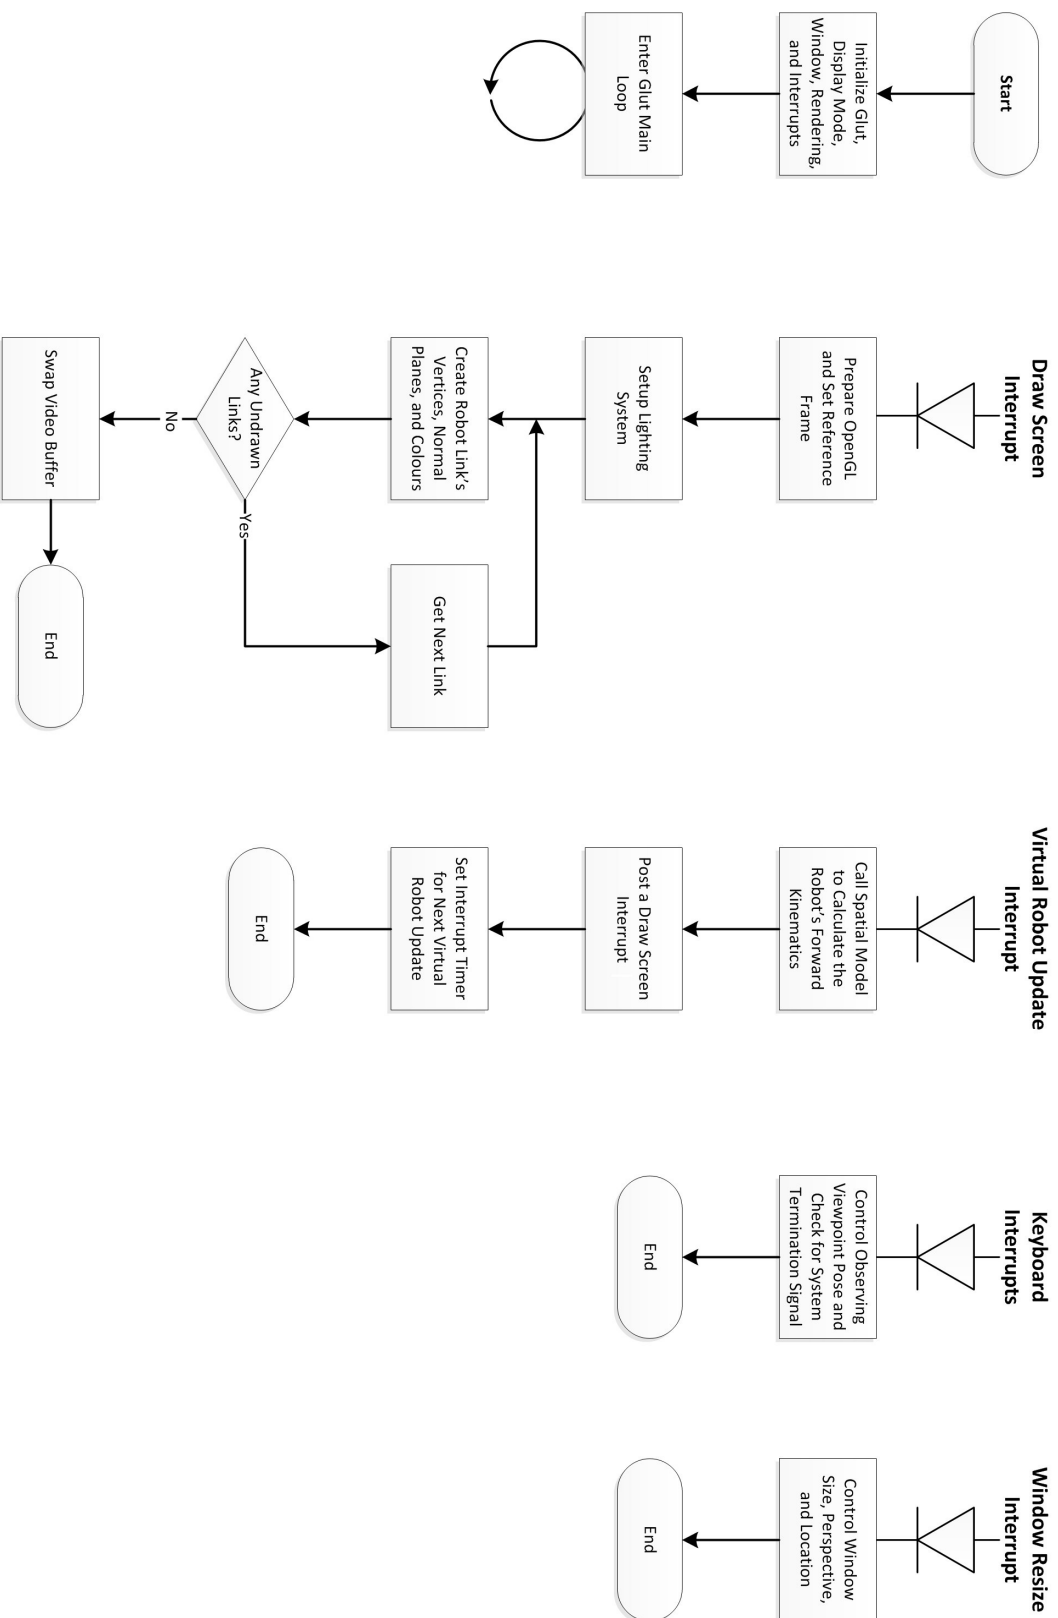 Start
Initialize Glut,
Display Mode,
Window, Rendering,
and Interrupts
Enter Glut Main
Loop
Draw Screen
Interrupt
Prepare OpenGL
and Set Reference
Frame
Setup Lighting
System
Create Robot Link's
Vertices, Normal
Planes, and Colours
Any Undrawn
Links?
Yes
Get Next Link
No
Swap Video Buffer
End
Virtual Robot Update
Interrupt
Call Spatial Model
to Calculate the
Robot's Forward
Kinematics
Post a Draw Screen
Interrupt
Set Interrupt Timer
for Next Virtual
Robot Update
End
Keyboard
Interrupts
Control Observing
Viewpoint Pose and
Check for System
Termination Signal
End
Window Resize
Interrupt
Control Window
Size, Perspective,
and Location
End